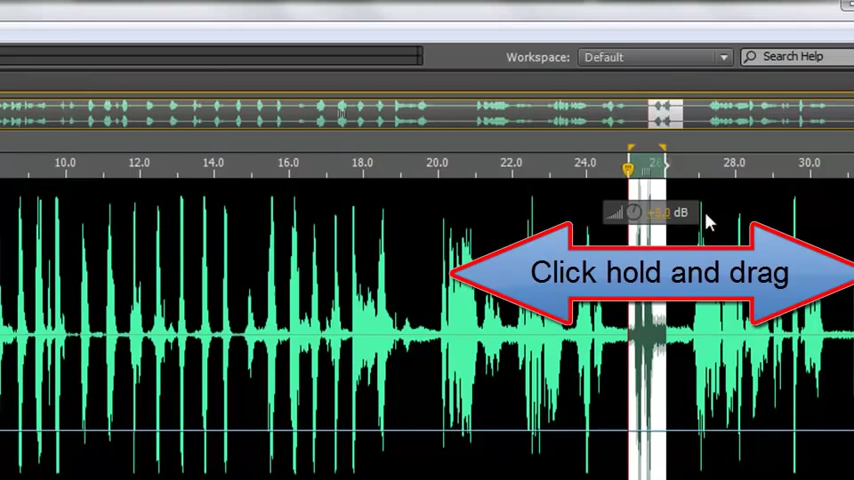 Workspace: Default Search Help
10.0 12.0 14.0 16.0 18.0 20.0 22.0 24.0 26 28.0 30.0
dB
Click hold and drag